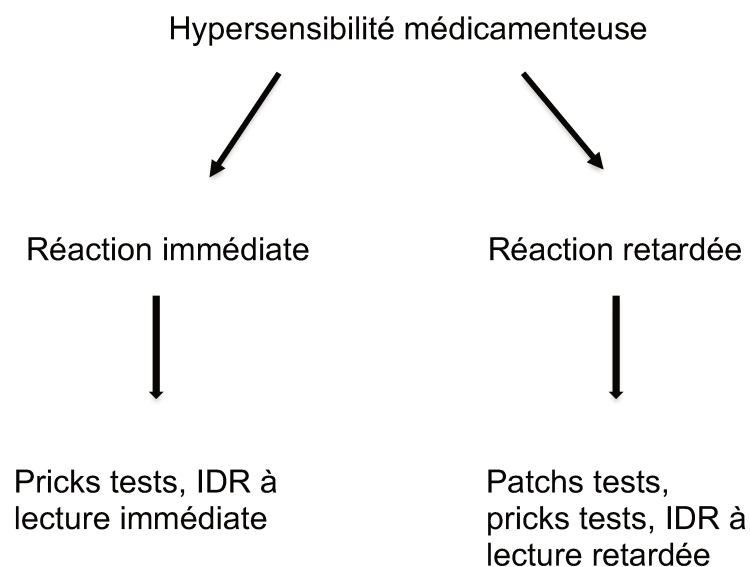 Hypersensibilité médicamenteuse
Réaction immédiate
Réaction retardée
Pricks tests, IDR à
lecture immédiate
Patchs tests,
pricks tests, IDR à
lecture retardée